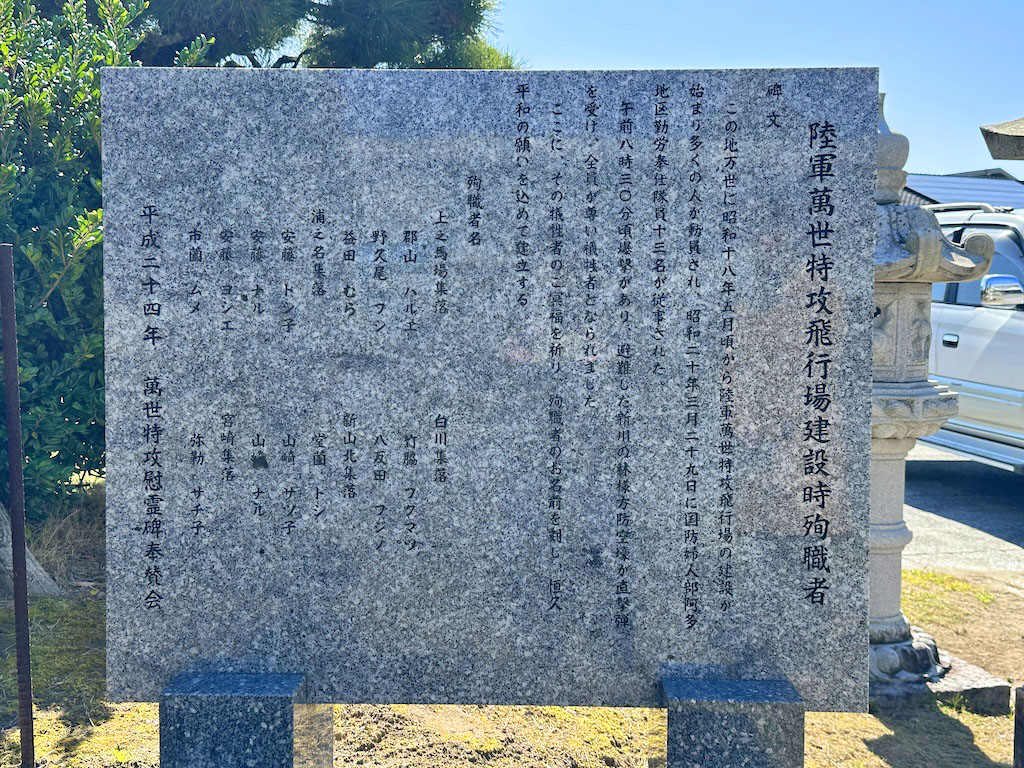 陸軍萬世特攻飛行場建設時殉職者
碑文
この地万世に昭和十八年五月頃から陸軍萬世特攻飛行場の建設が
始まり多くの人が動員され、昭和二十年三月二十九日に国防婦人部阿多
地区勤労奉仕隊員十三名が従事された
午前八時三〇分頃爆撃があり、避難した新川の林縁方防空壕が直撃弾
を受け、全員が尊い犠牲者となられました
ここに、その犠牲者のご冥福を祈り、殉職者のお名前を刻し、恒久
平和の願いを込めて建立する。
殉職者名
上之馬場集落
郡山 ハルエ
野久尾 フジ
益田 むら
浦之名集落
安藤 トシ子
安 ナル
安藤 ヨシエ
市園 ムメ
白川集落
竹脇 フクマツ
八反田 フジノ
新山北集落
堂園 トシ
山崎 サノ子
山 ナル
宮崎集落
弥勒 サチ子
平成二十四年 萬世特攻慰霊碑奉賛会